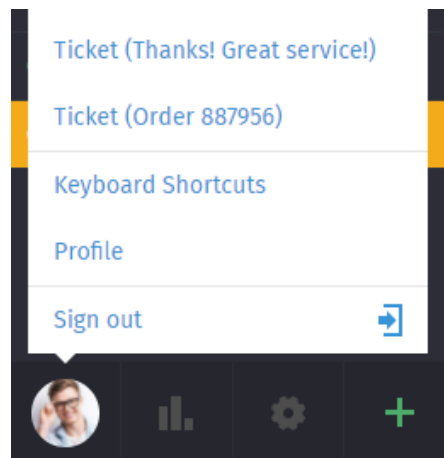 Ticket (Thanks! Great service!)
Ticket (Order 887956)
Keyboard Shortcuts
Profile
Sign out